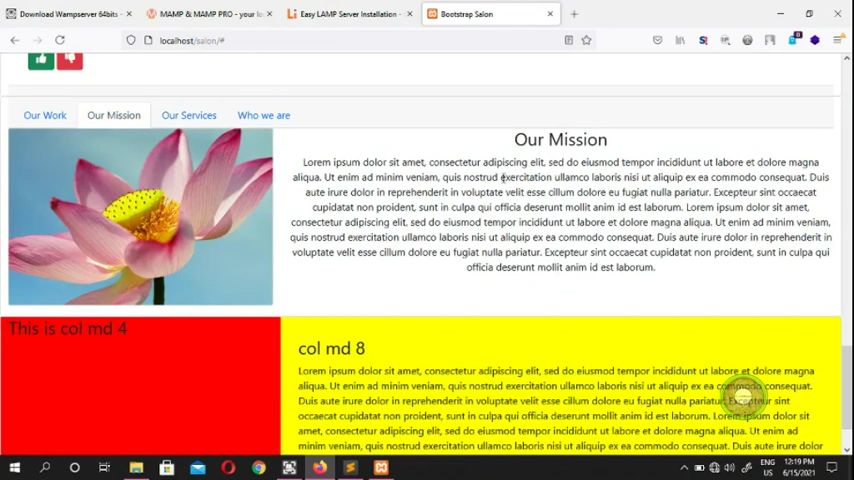 Download Wampserver 64bits
MAMP & MAMP PRO - your lo
Easy LAMP Server Installation -
Bootstrap Salon
localhost/salon/#
Our Work
Our Mission
Our Services
Who we are
Our Mission
Lorem ipsum dolor sit amet, consectetur adipiscing elit, sed do eiusmod tempor incididunt ut labore et dolore magna
aliqua. Ut enim ad minim veniam, quis nostrud exercitation ullamco laboris nisi ut aliquip ex ea commodo consequat. Duis
aute irure dolor in reprehenderit in voluptate velit esse cillum dolore eu fugiat nulla pariatur. Excepteur sint occaecat
cupidatat non proident, sunt in culpa qui officia deserunt mollit anim id est laborum. Lorem ipsum dolor sit amet,
consectetur adipiscing elit, sed do eiusmod tempor incididunt ut labore et dolore magna aliqua. Ut enim ad minim veniam,
quis nostrud exercitation ullamco laboris nisi ut aliquip ex ea commodo consequat. Duis aute irure dolor in reprehenderit in
voluptate velit esse cillum dolore eu fugiat nulla pariatur. Excepteur sint occaecat cupidatat non proident, sunt in culpa qui
officia deserunt mollit anim id est laborum.
This is col md 4
col md 8
Lorem ipsum dolor sit amet, consectetur adipiscing elit, sed do eiusmod tempor incididunt ut labore et dolore magna
aliqua. Ut enim ad minim veniam, quis nostrud exercitation ullamco laboris nisi ut aliquip ex ea commodo consequat.
Duis aute irure dolor in reprehenderit in voluptate velit esse cillum dolore eu fugiat nulla pariatur. Excepteur sint
occaecat cupidatat non proident, sunt in culpa qui officia deserunt mollit anim id est laborum. Lorem ipsum dolor sit
amet, consectetur adipiscing elit, sed do eiusmod tempor incididunt ut labore et dolore magna aliqua. Ut enim ad
minim veniam, quis nostrud exercitation ullamco laboris nisi ut aliquip ex ea commodo consequat. Duis aute irure dolor
ENG
US
12:19 PM
6/15/2021